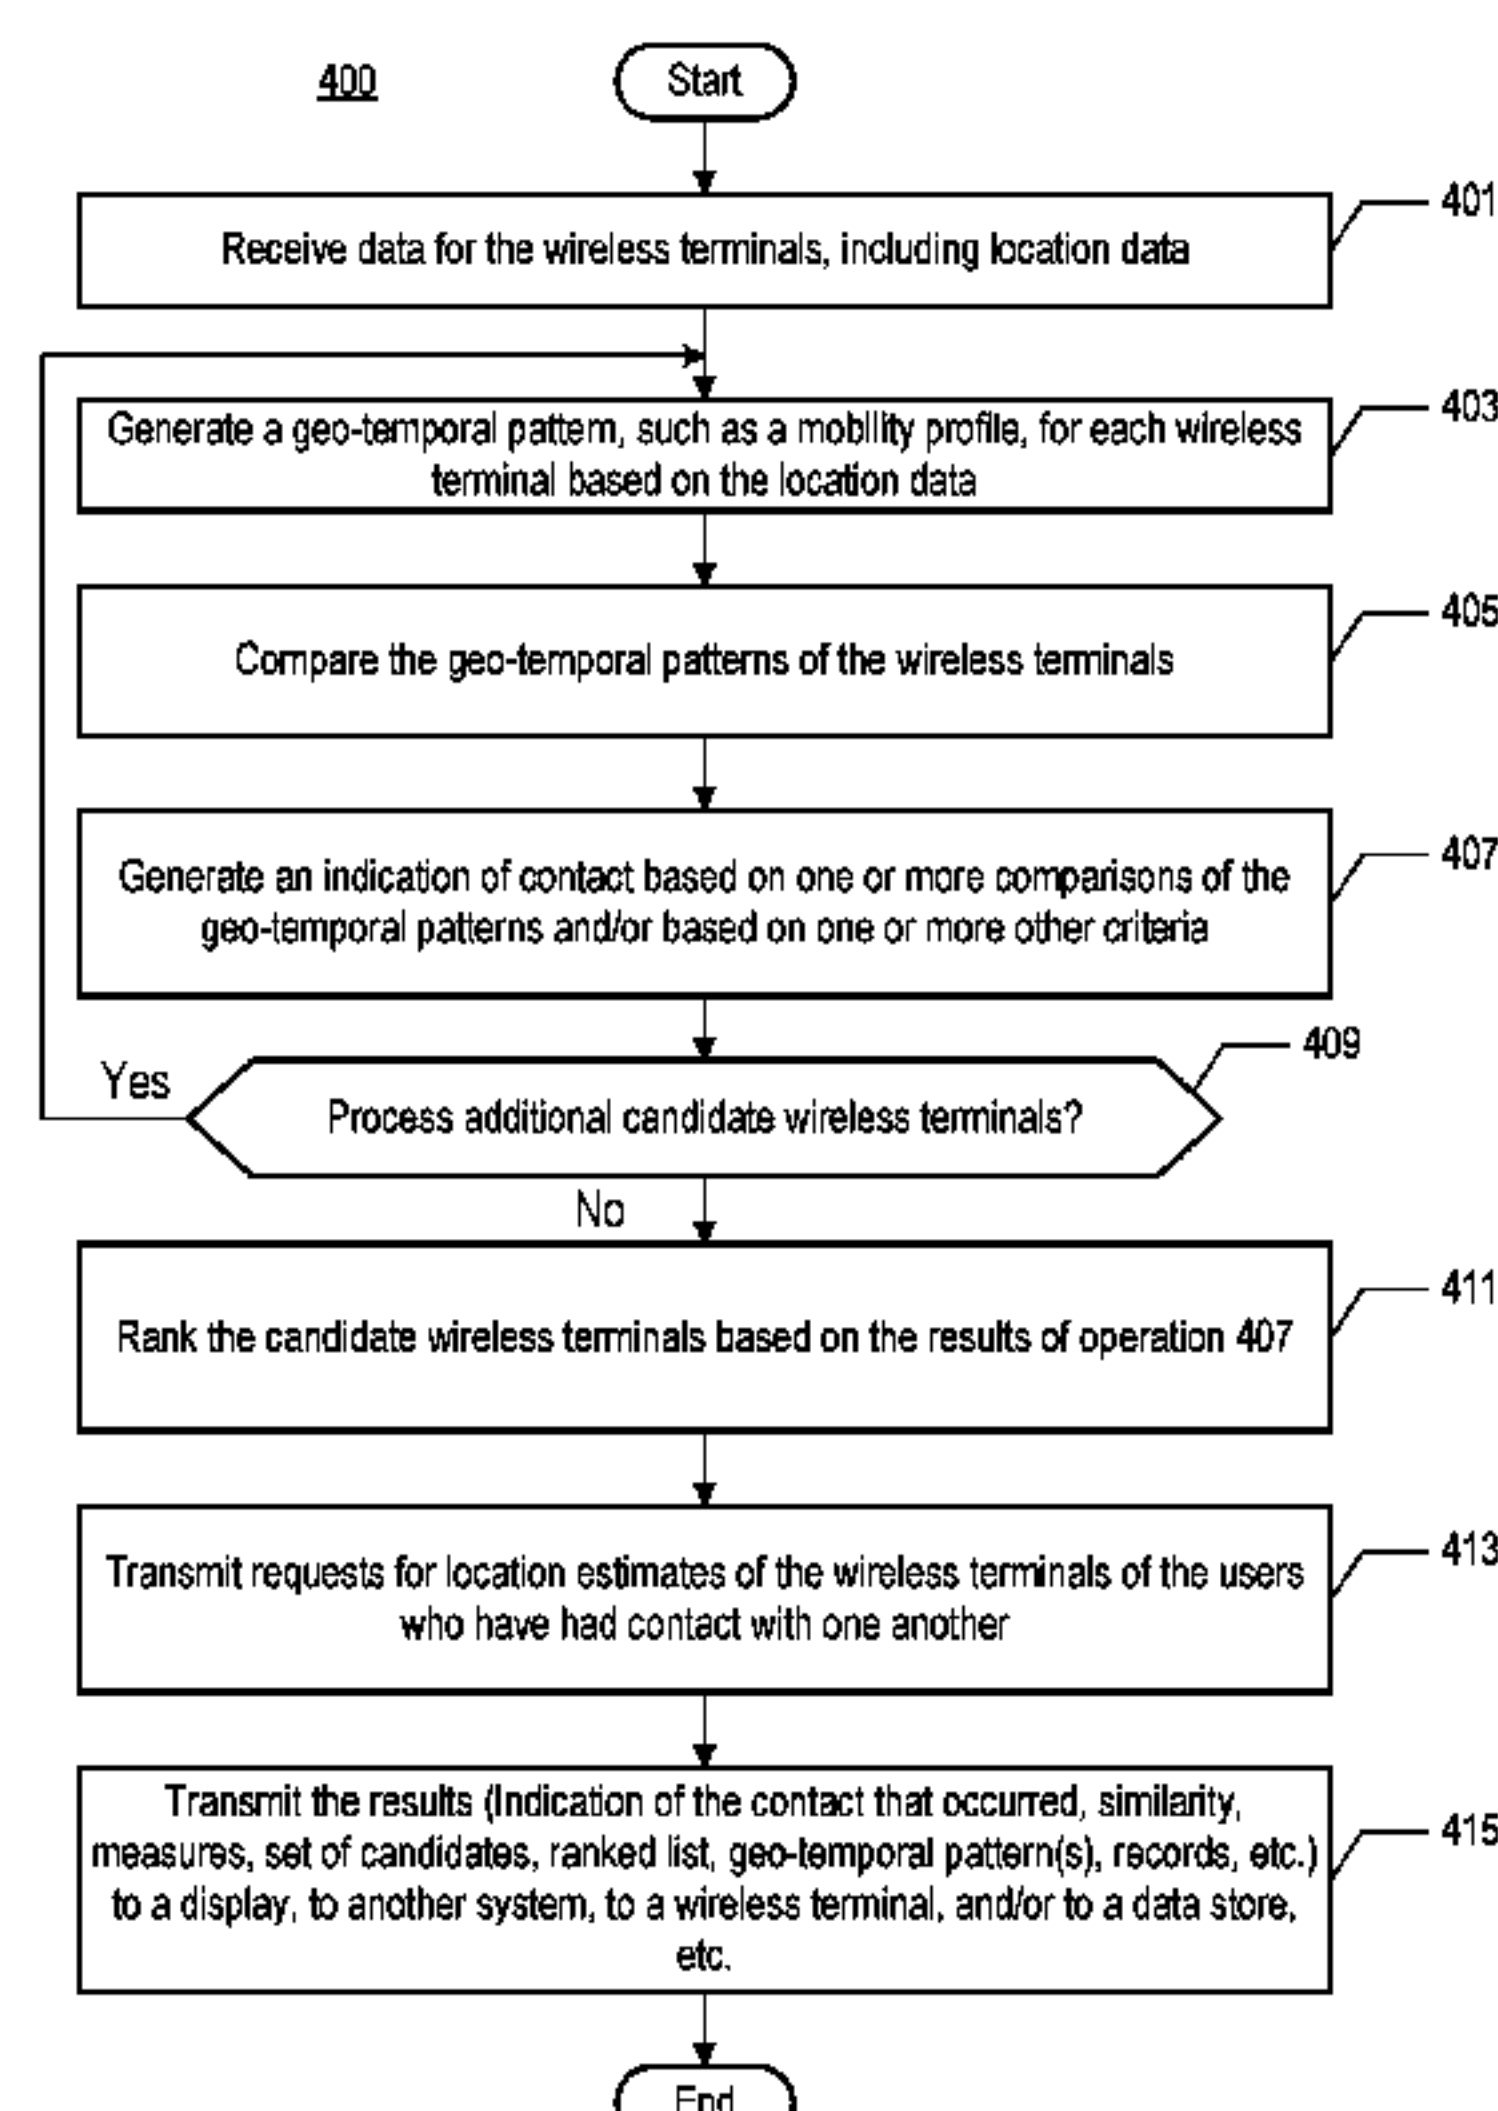 400
Start
401
Receive data for the wireless terminals, including location data
403
Generate a geo-temporal pattern, such as a mobility profile, for each wireless
terminal based on the location data
405
Compare the geo-temporal patterns of the wireless terminals
407
Generate an indication of contact based on one or more comparisons of the
geo-temporal patterns and/or based on one or more other criteria
409
Yes
Process additional candidate wireless terminals?
No
411
Rank the candidate wireless terminals based on the results of operation 407
413
Transmit requests for location estimates of the wireless terminals of the users
who have had contact with one another
415
Transmit the results (Indication of the contact that occurred, similarity,
measures, set of candidates, ranked list, geo-temporal pattern(s), records, etc.)
to a display, to another system, to a wireless terminal, and/or to a data store,
etc.
End